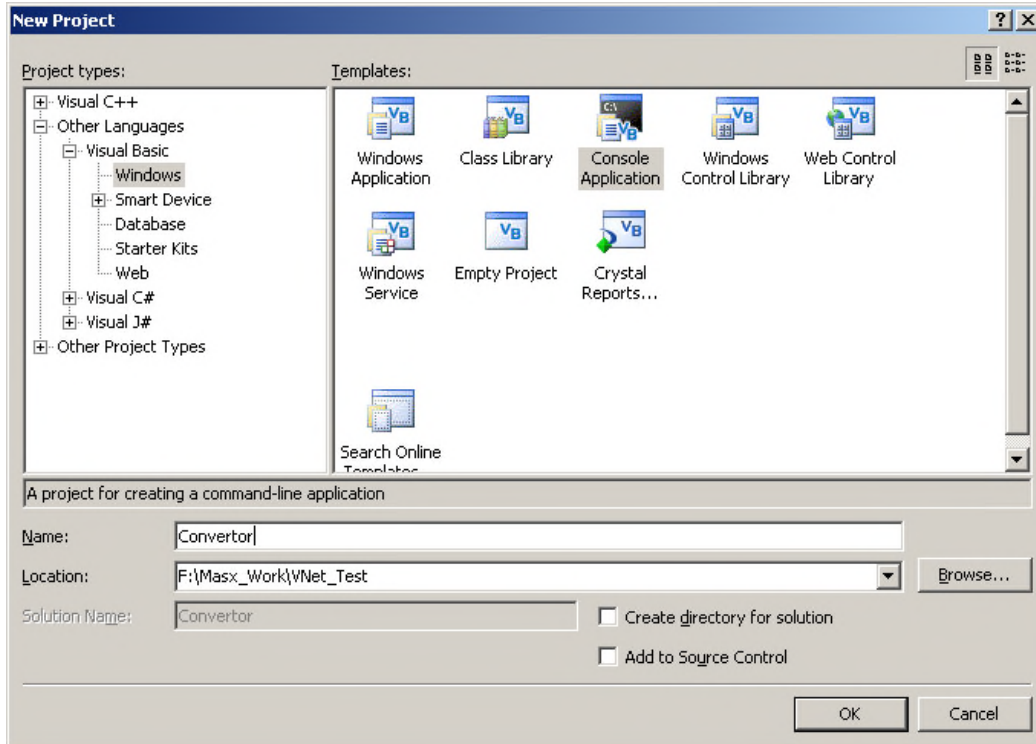 New Project
Project types:
Templates:
Visual C++
Other Languages
Visual Basic
Windows
Smart Device
Database
Starter Kits
Web
Visual C#
Visual J#
Other Project Types
Windows
Application
Class Library
Console
Application
Windows
Control Library
Web Control
Library
Windows
Service
Empty Project
Crystal
Reports...
Search Online
Templates
A project for creating a command-line application
Name:
Convertor
Location:
F:\Masx_Work\VNet_Test
Browse...
Solution Name:
Convertor
Create directory for solution
Add to Source Control
OK
Cancel